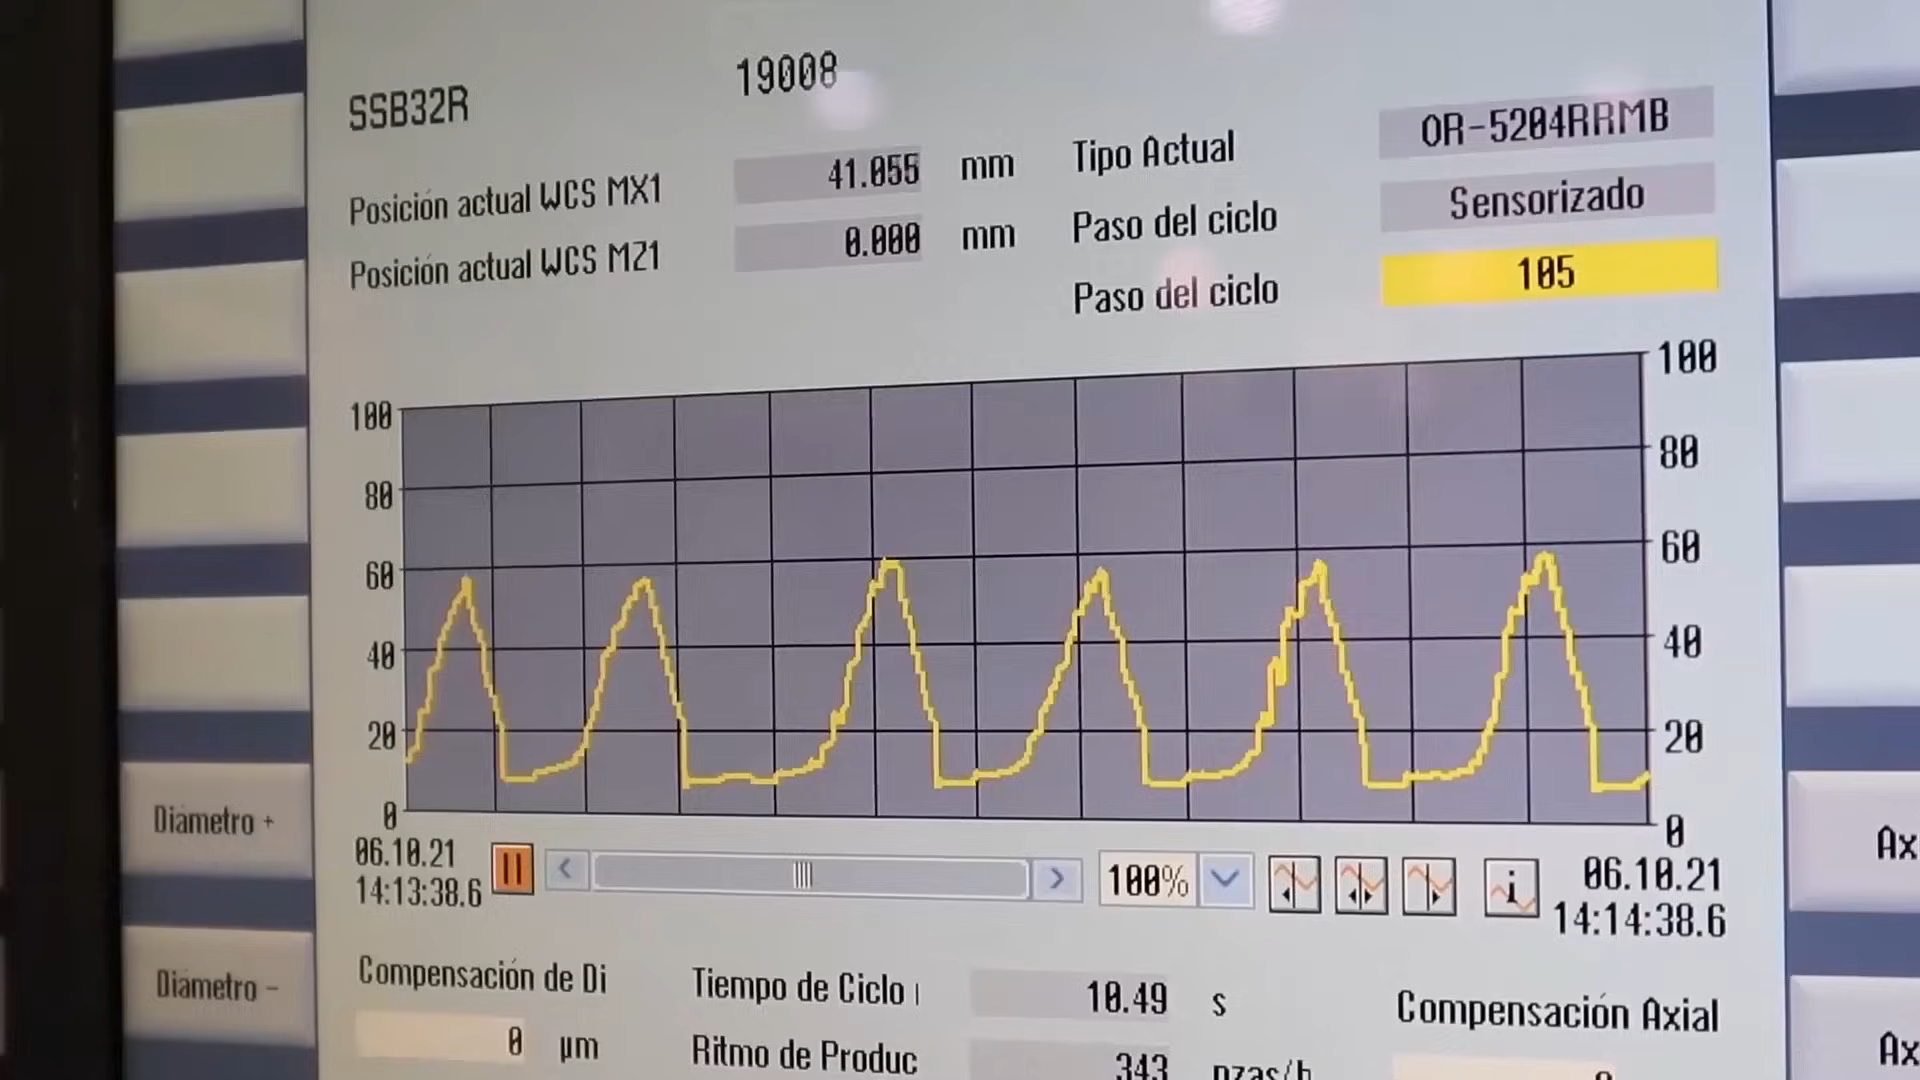 SSB32R 19008
Posición actual WCS MX1 41.055 mm
Posición actual WCS MZ1 0.000 mm
Tipo Actual OR-5204RRMB
Paso del ciclo Sensorizado
Paso del ciclo 105
100 100
80 80
60 60
40 40
20 20
0 0
06.10.21
14:13:38.6
100%
06.10.21
14:14:38.6
Diámetro +
Diámetro -
Ax
Ax
Compensación de Di
0 µm
Tiempo de Ciclo 10.49 s
Ritmo de Produc 343 pzas/h
Compensación Axial